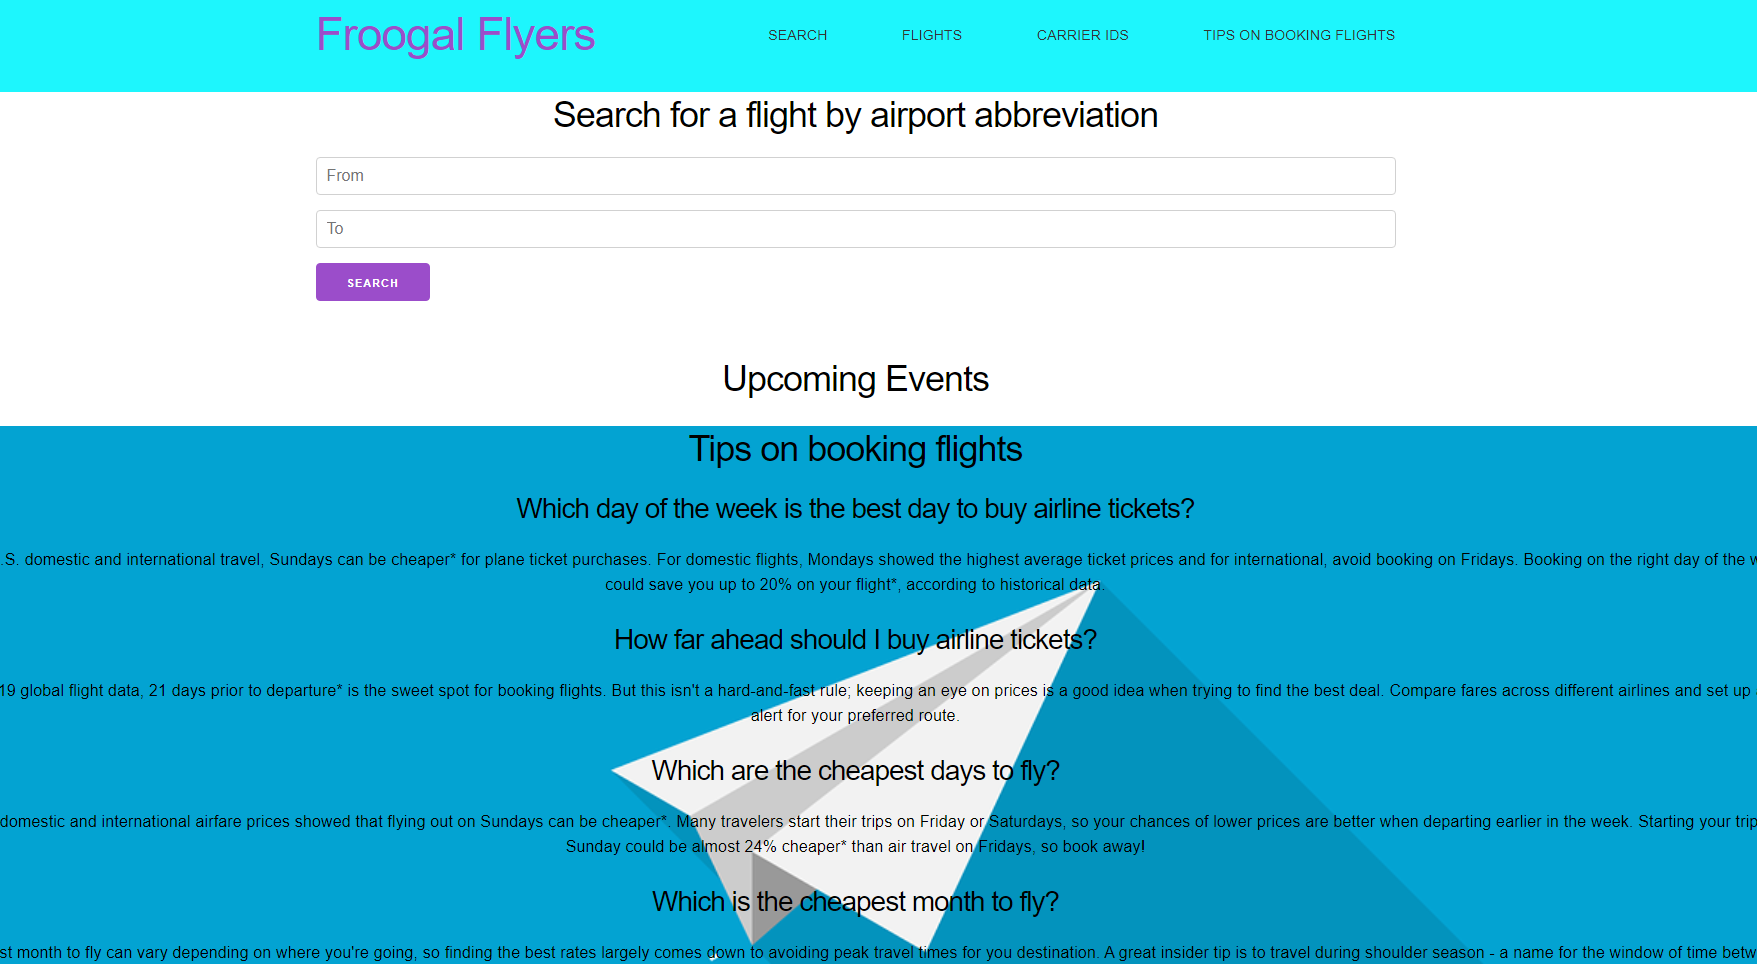 Froogal Flyers
SEARCH FLIGHTS CARRIER IDS TIPS ON BOOKING FLIGHTS
Search for a flight by airport abbreviation
From
To
SEARCH
Upcoming Events
Tips on booking flights
Which day of the week is the best day to buy airline tickets?
.S. domestic and international travel, Sundays can be cheaper* for plane ticket purchases. For domestic flights, Mondays showed the highest average ticket prices and for international, avoid booking on Fridays. Booking on the right day of the w
could save you up to 20% on your flight*, according to historical data.
How far ahead should I buy airline tickets?
19 global flight data, 21 days prior to departure* is the sweet spot for booking flights. But this isn't a hard-and-fast rule; keeping an eye on prices is a good idea when trying to find the best deal. Compare fares across different airlines and set up
alert for your preferred route.
Which are the cheapest days to fly?
domestic and international airfare prices showed that flying out on Sundays can be cheaper*. Many travelers start their trips on Friday or Saturdays, so your chances of lower prices are better when departing earlier in the week. Starting your trip
Sunday could be almost 24% cheaper* than air travel on Fridays, so book away!
Which is the cheapest month to fly?
st month to fly can vary depending on where you're going, so finding the best rates largely comes down to avoiding peak travel times for you destination. A great insider tip is to travel during shoulder season - a name for the window of time betw